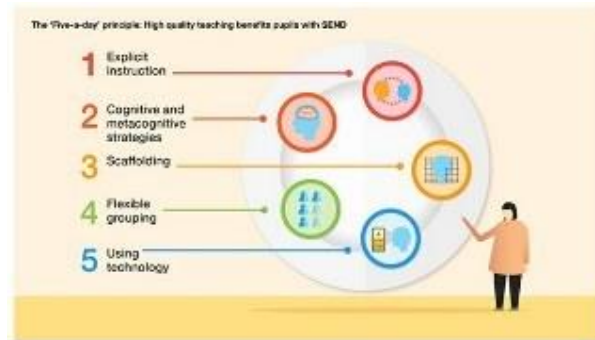 The 'Five-a-day' principle: High quality teaching benefits pupils with SEND
1 Explicit
instruction
2 Cognitive and
metacognitive
strategies
3 Scaffolding
4 Flexible
grouping
5 Using
technology